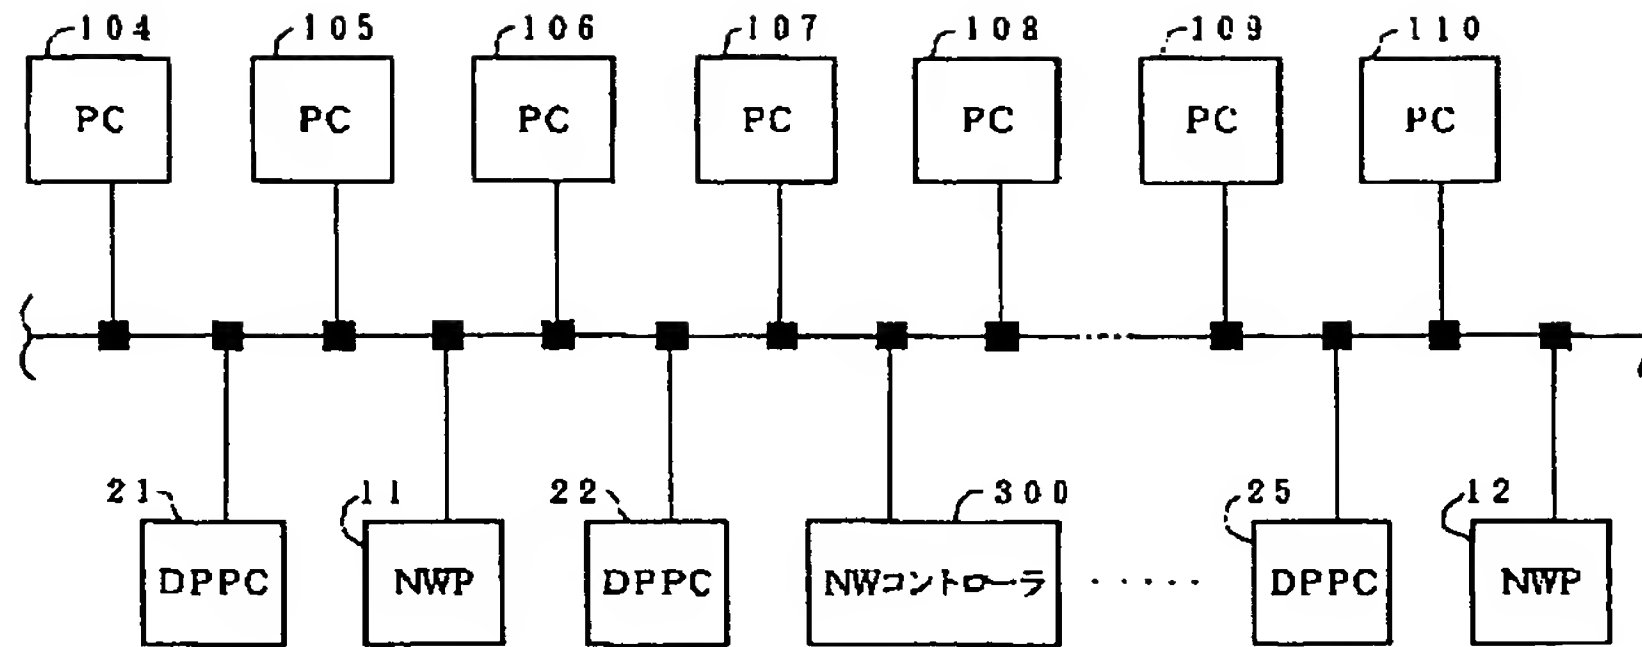 104 105 106 107 108 109 110
PC PC PC PC PC PC PC
21 11 22 300 25 12
DPPC NWP DPPC NWコントローラ ..... DPPC NWP